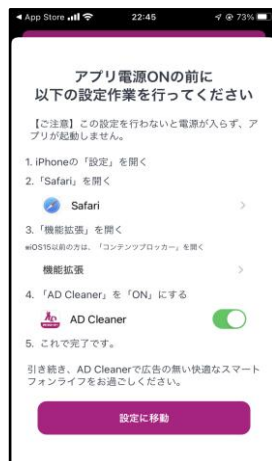 App Store 22:45 73%
アプリ電源ONの前に
以下の設定作業を行ってください
【ご注意】この設定を行わないと電源が入らず、ア
プリが起動しません。
1. iPhoneの「設定」を開く
2.「Safari」を開く
Safari
3.「機能拡張」を開く
※iOS15以前の方は、「コンテンツブロッカー」を開く
機能拡張
4. 「AD Cleaner」を「ON」にする
AD Cleaner
5. これで完了です。
引き続き、AD Cleanerで広告の無い快適なスマート
フォンライフをお過ごしください。
設定に移動